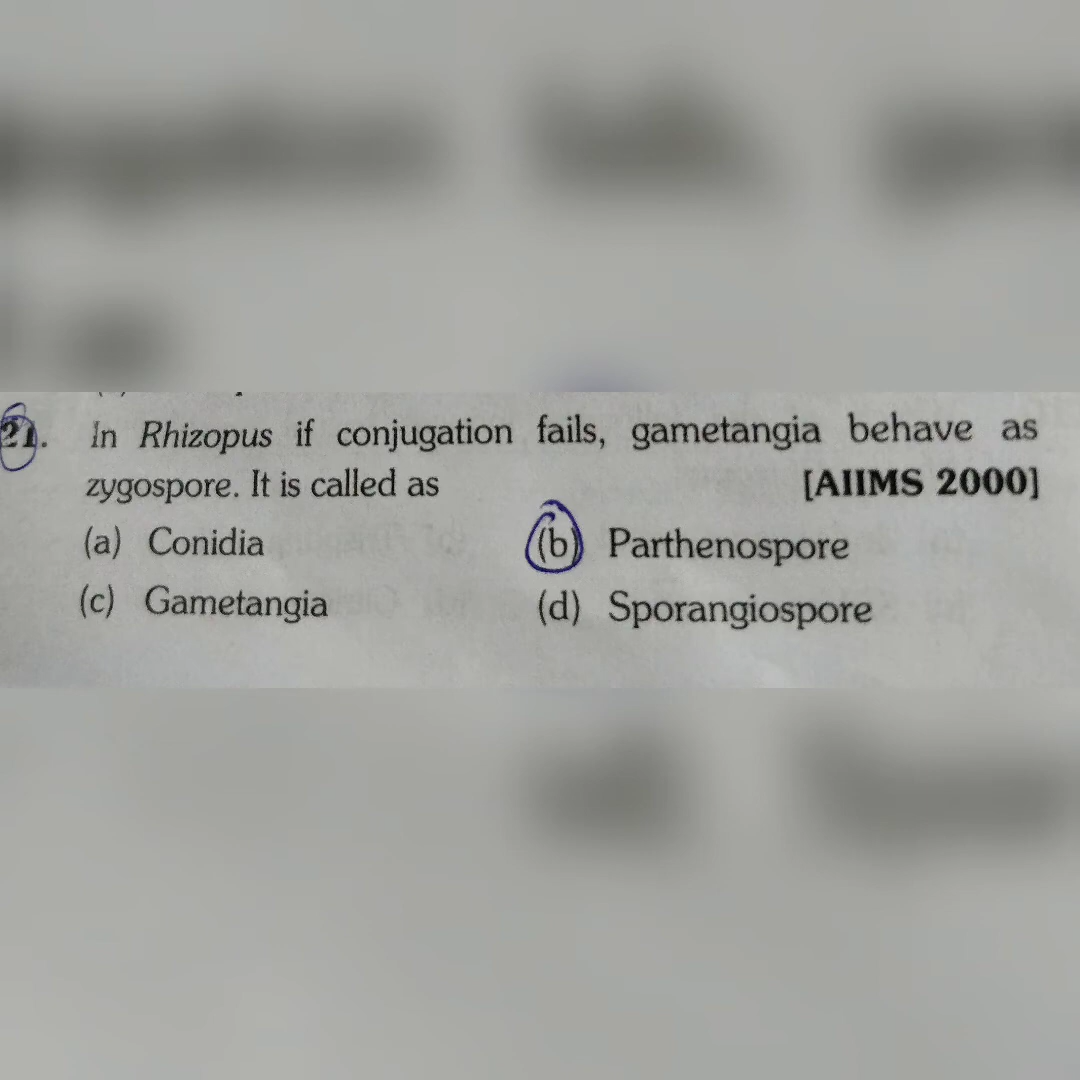 21. In Rhizopus if conjugation fails, gametangia behave as
zygospore. It is called as [AIIMS 2000]
(a) Conidia (b) Parthenospore
(c) Gametangia (d) Sporangiospore